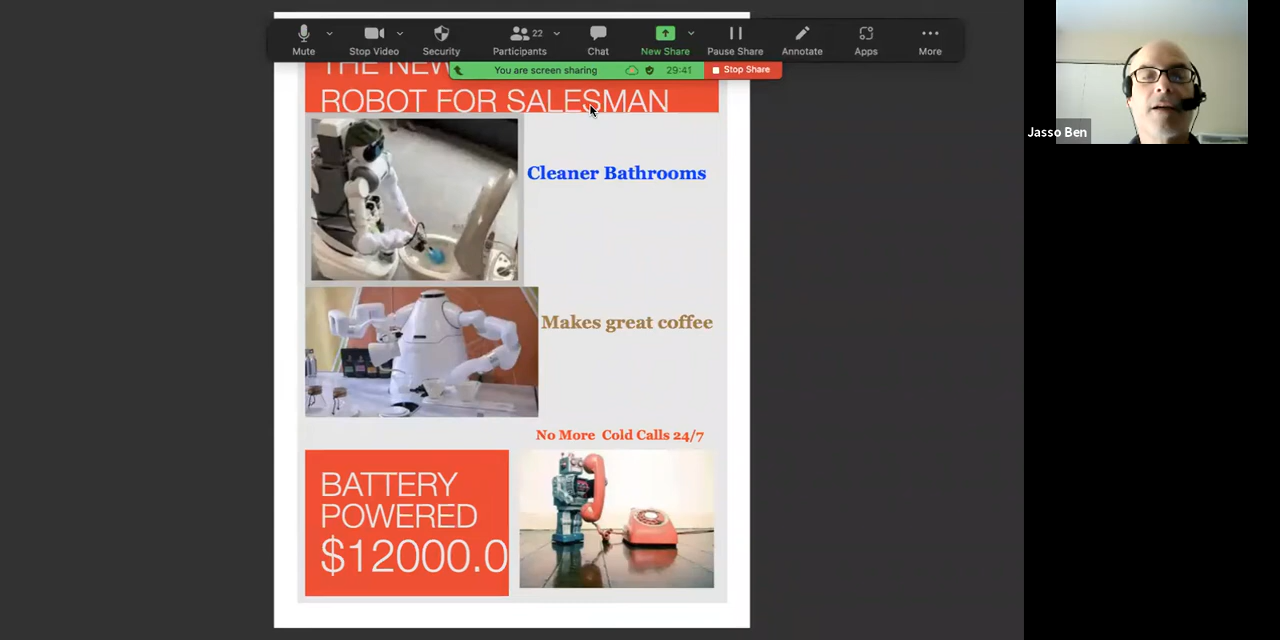 22
Mute
Stop Video
Security
Participants
Chat
New Share
Pause Share
Annotate
Apps
More
You are screen sharing
29:41
Stop Share
THE NEW
ROBOT FOR SALESMAN
Cleaner Bathrooms
Makes great coffee
No More Cold Calls 24/7
BATTERY
POWERED
$12000.0
Jasso Ben